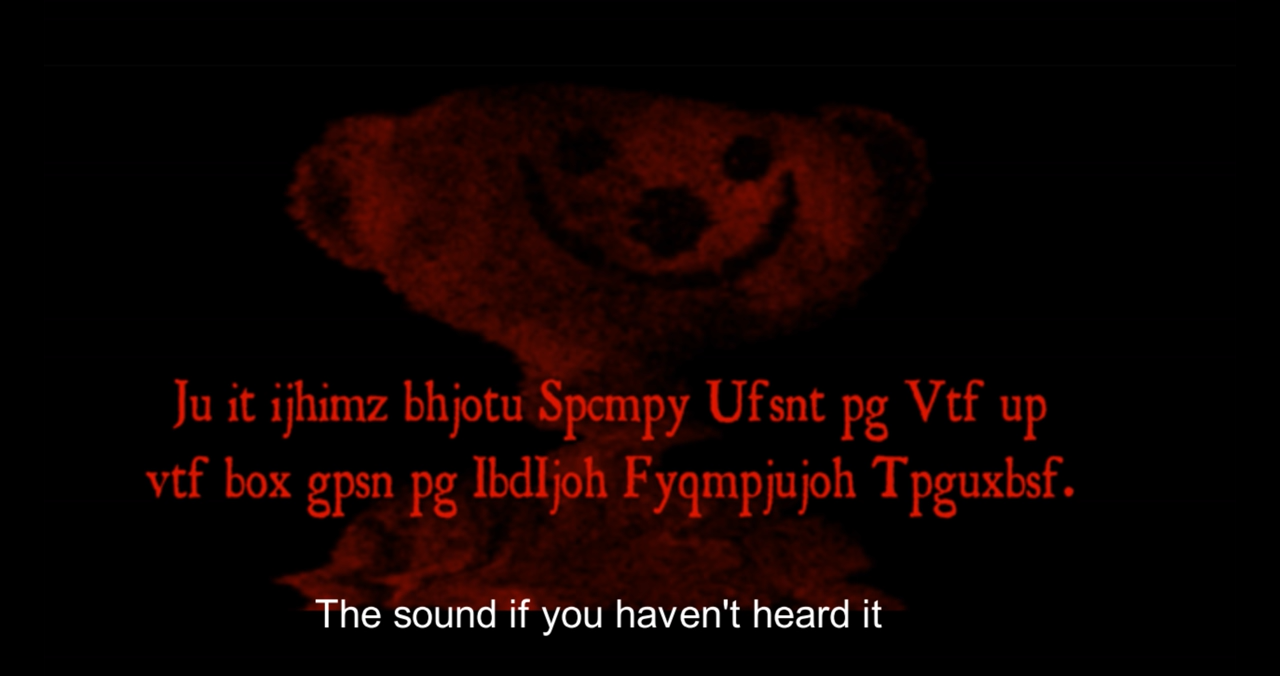 Ju it ijhimz bhjotu Spcmpy Ufsnt pg Vtf up
vtf box gpsn pg IbdIjoh Fyqmpjujoh Tpguxbsf.
The sound if you haven't heard it